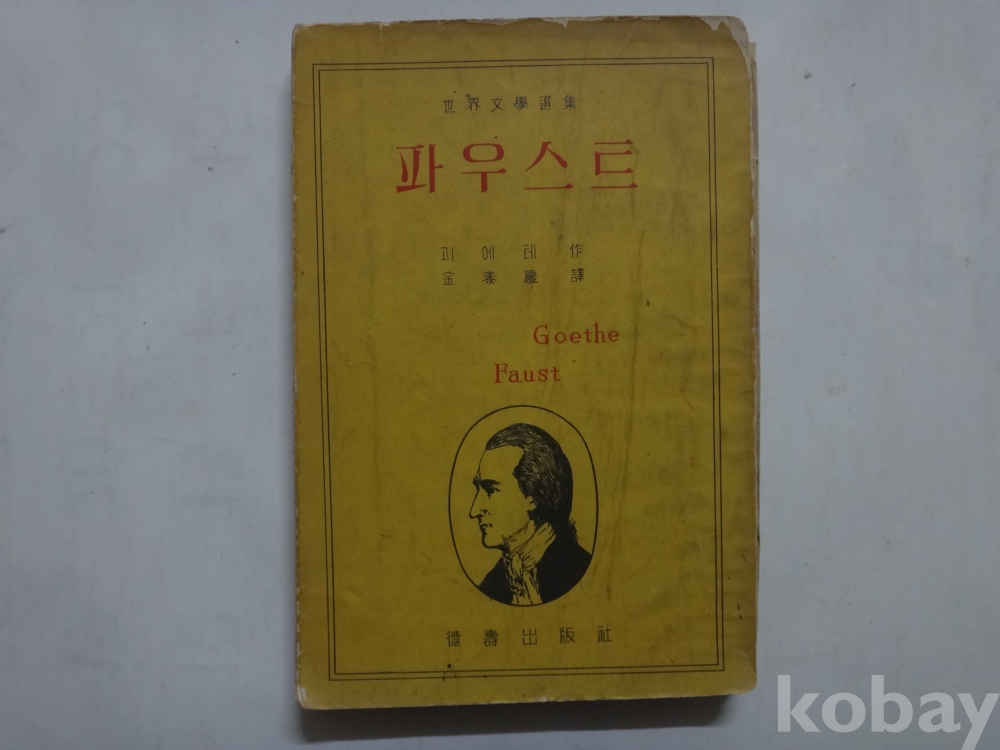 世界文學選集
파우스트
괴에테 作
金泰慶 譯
Goethe
Faust
德壽出版社
kobay